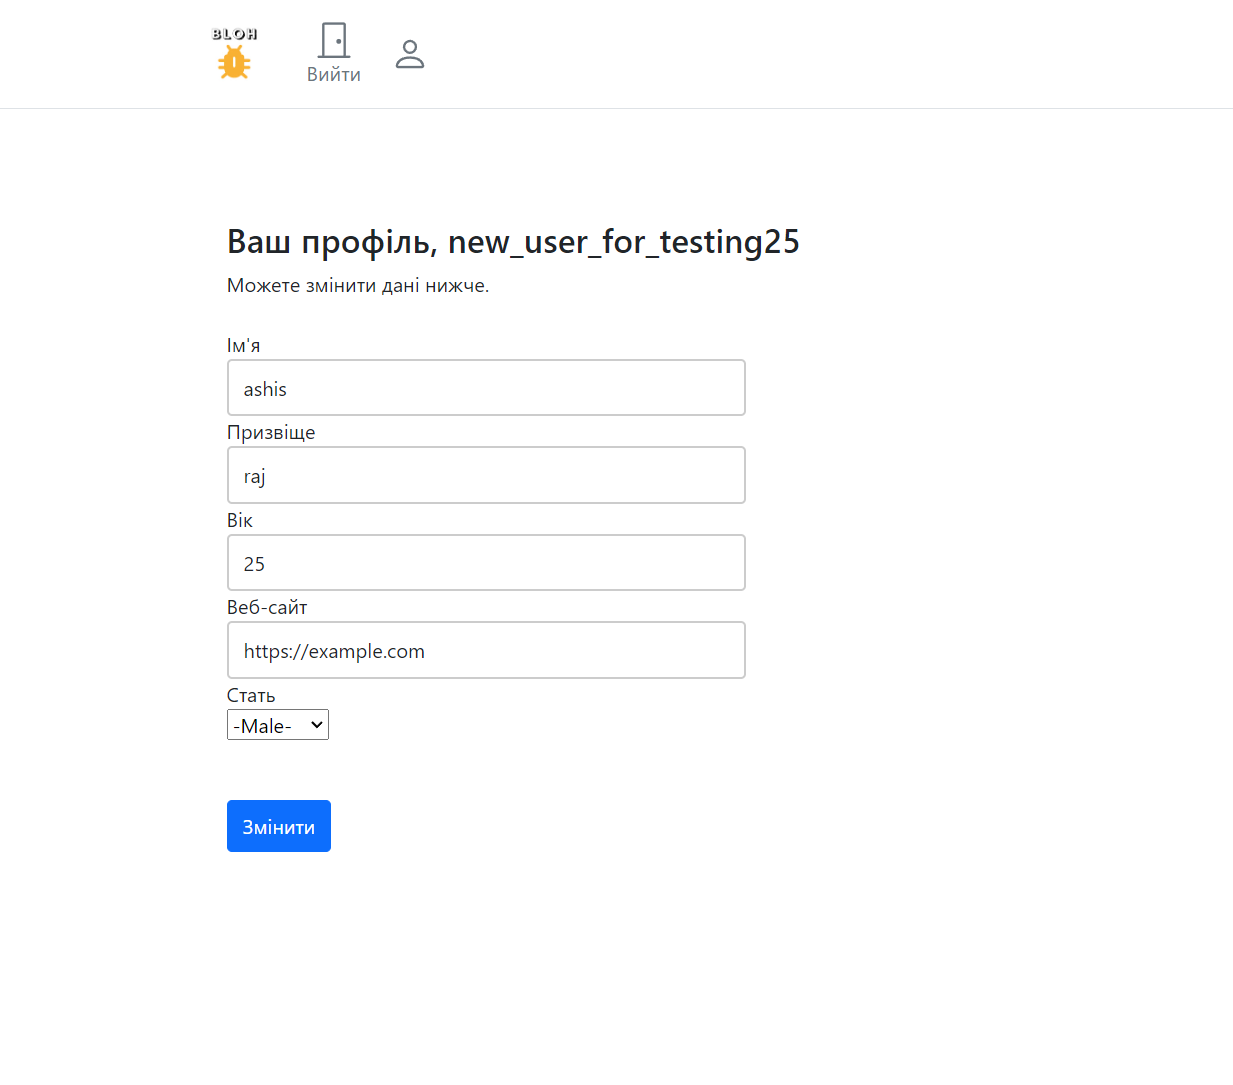 BLOH
Вийти
Ваш профіль, new_user_for_testing25
Можете змінити дані нижче.
Ім'я
ashis
Призвіще
raj
Вік
25
Веб-сайт
https://example.com
Стать
-Male-
Змінити